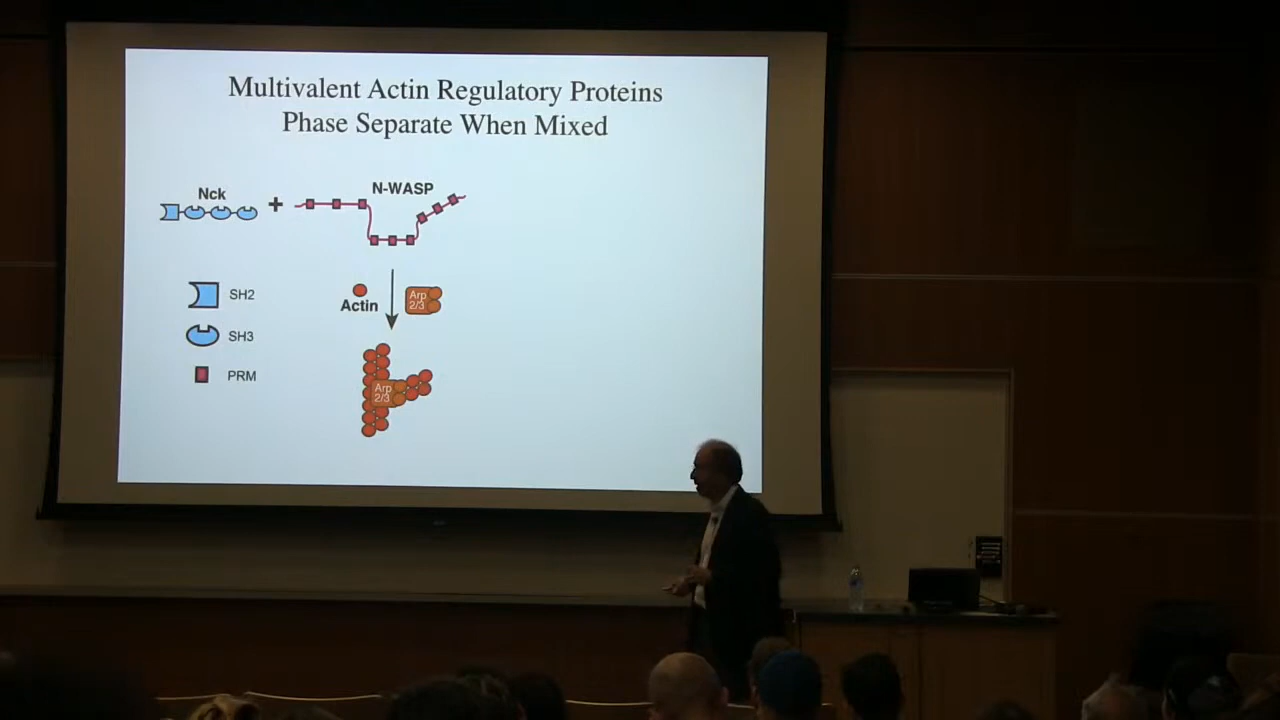 Multivalent Actin Regulatory Proteins
Phase Separate When Mixed
Nck
+
N-WASP
SH2
SH3
PRM
Actin
Arp
2/3
Arp
2/3